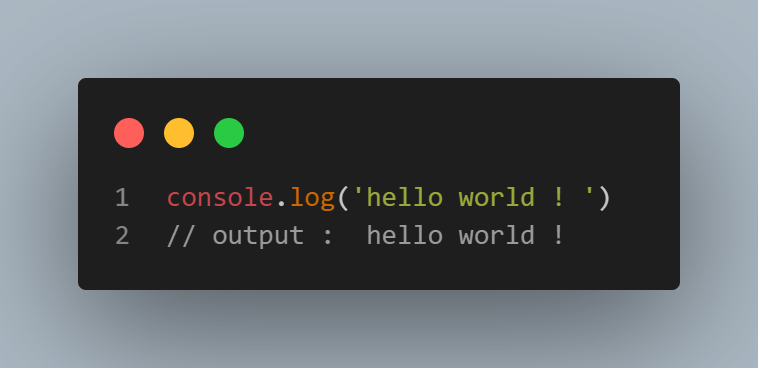 1 console.log('hello world ! ')
2 // output :  hello world !